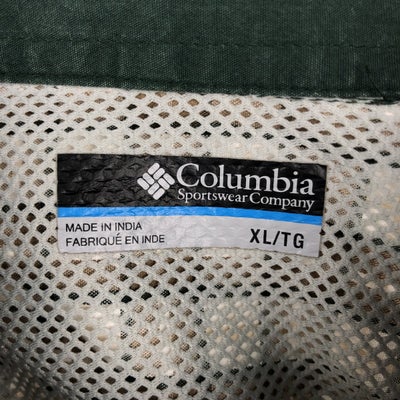 Columbia
Sportswear Company
MADE IN INDIA
FABRIQUÉ EN INDE
XL/TG